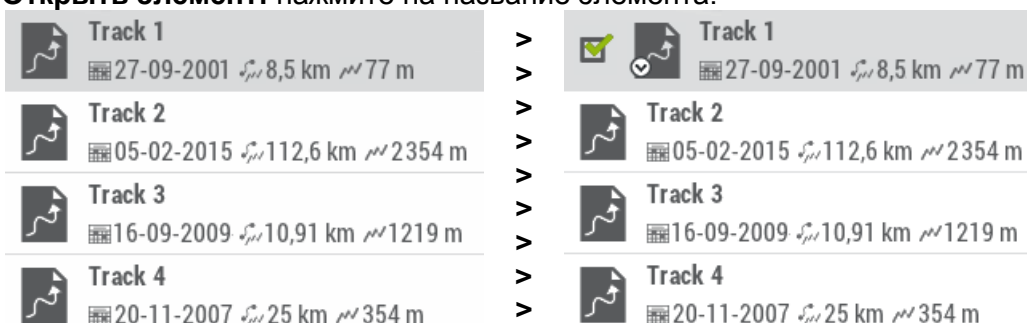 Открыть элемент: нажмите на название элемента.
Track 1
27-09-2001 8,5 km 77 m
Track 2
05-02-2015 112,6 km 2354 m
Track 3
16-09-2009 10,91 km 1219 m
Track 4
20-11-2007 25 km 354 m
>
>
>
>
>
>
>
>
>
Track 1
27-09-2001 8,5 km 77 m
Track 2
05-02-2015 112,6 km 2354 m
Track 3
16-09-2009 10,91 km 1219 m
Track 4
20-11-2007 25 km 354 m